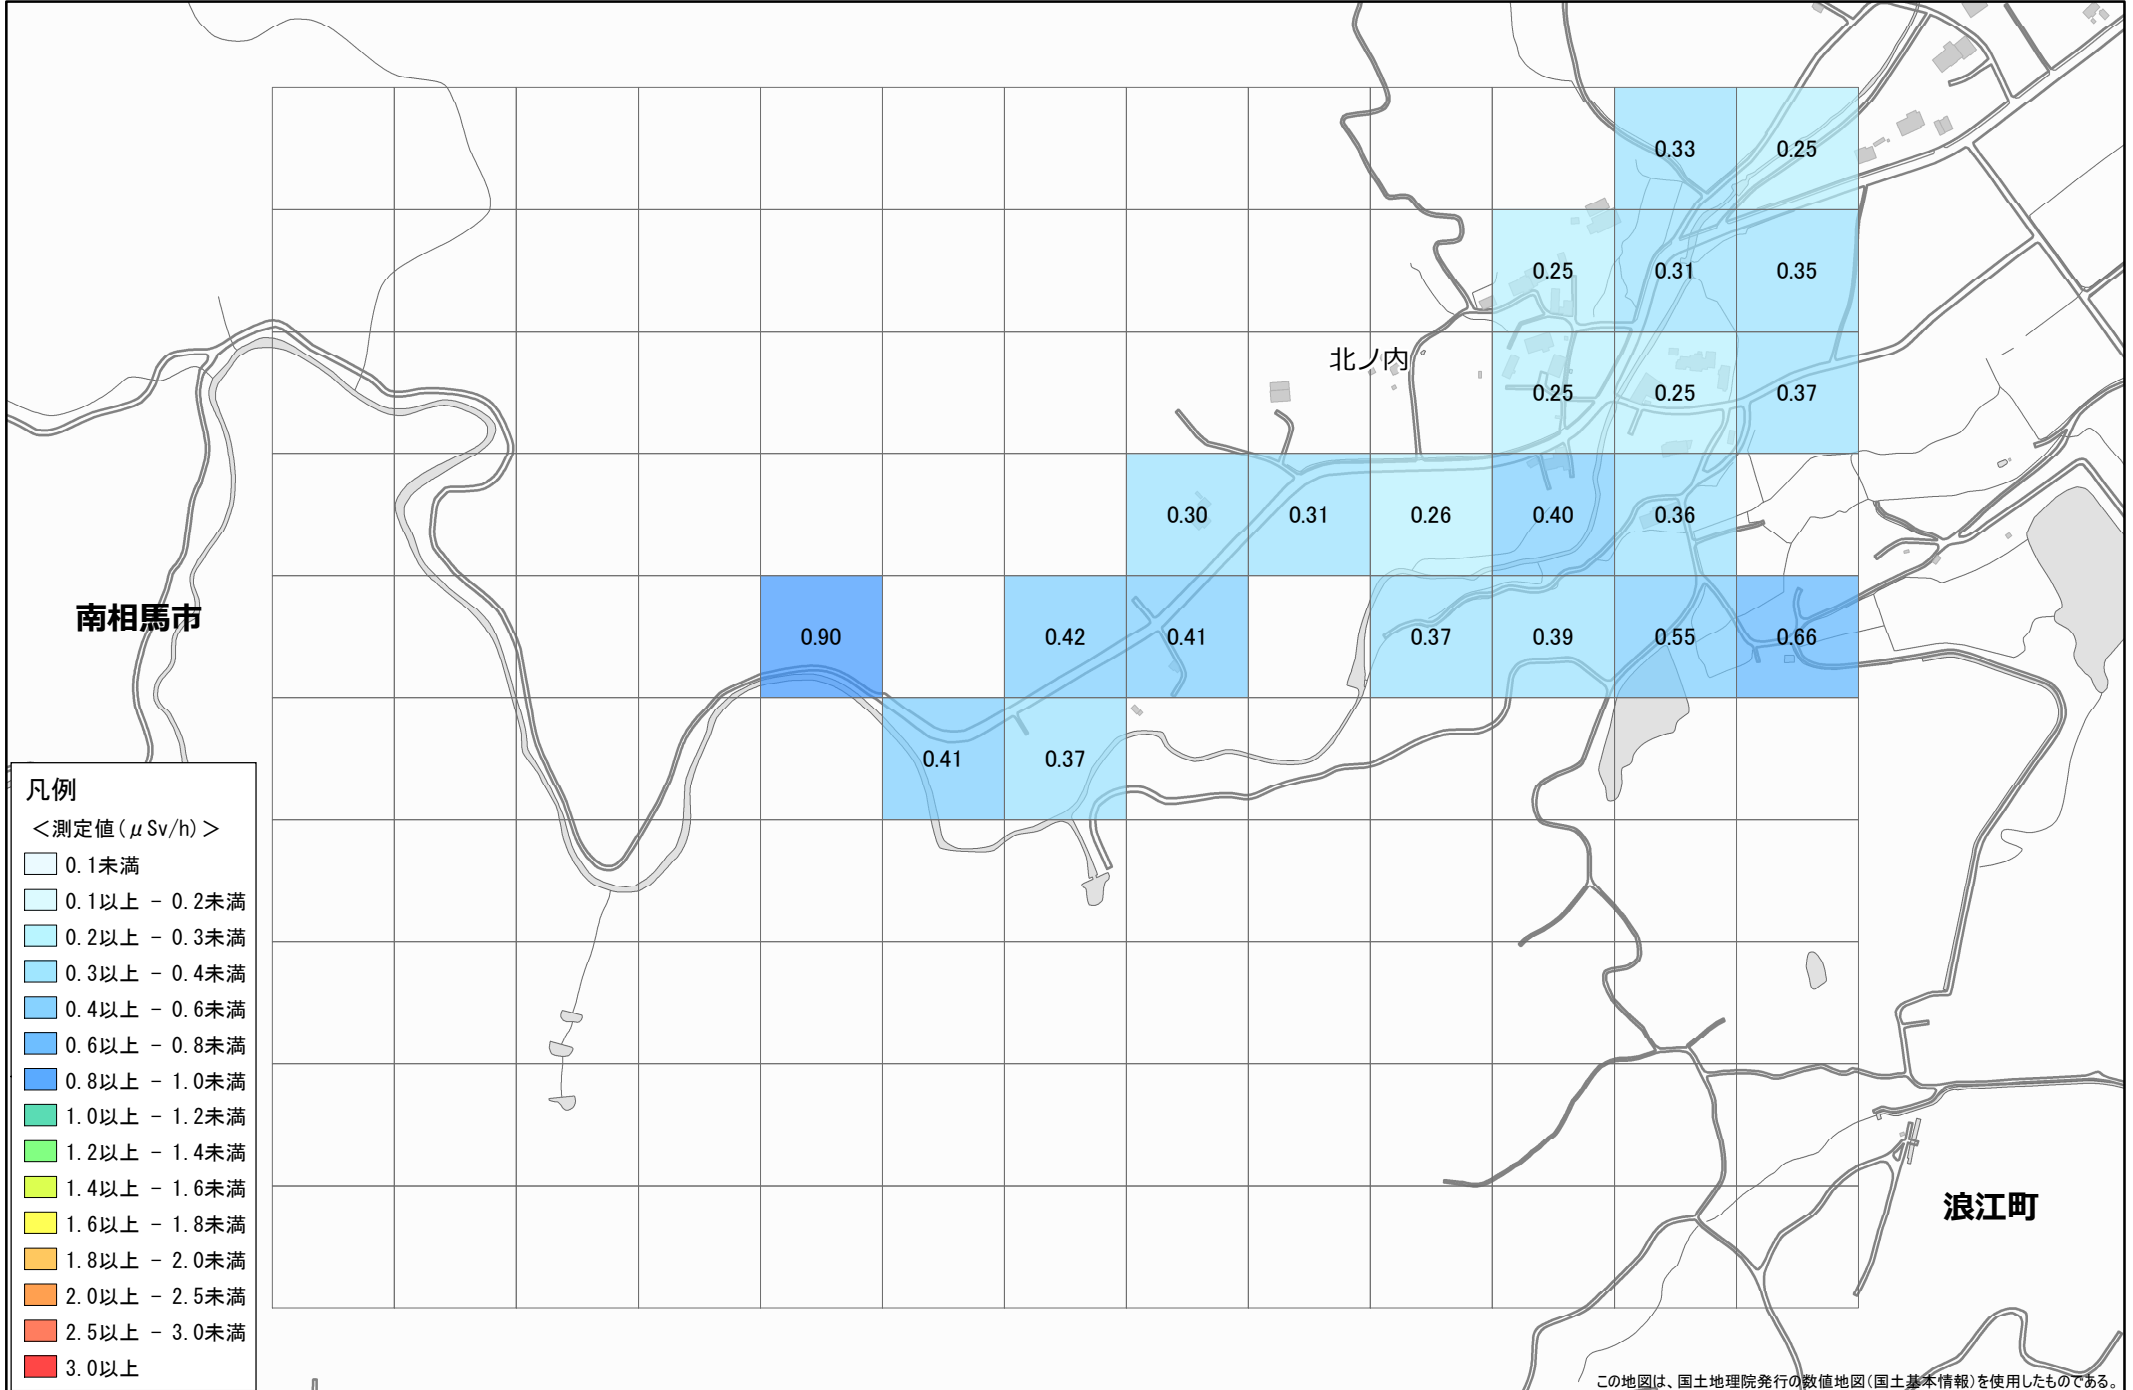 0.33 0.25
0.25 0.31 0.35
北ノ内
0.25 0.25 0.37
0.30 0.31 0.26 0.40 0.36
南相馬市
0.90 0.42 0.41 0.37 0.39 0.55 0.66
0.41 0.37
凡例
＜測定値(μSv/h)＞
0.1未満
0.1以上 － 0.2未満
0.2以上 － 0.3未満
0.3以上 － 0.4未満
0.4以上 － 0.6未満
0.6以上 － 0.8未満
0.8以上 － 1.0未満
1.0以上 － 1.2未満
1.2以上 － 1.4未満
1.4以上 － 1.6未満
1.6以上 － 1.8未満
1.8以上 － 2.0未満
2.0以上 － 2.5未満
2.5以上 － 3.0未満
3.0以上
浪江町
この地図は、国土地理院発行の数値地図(国土基本情報)を使用したものである。